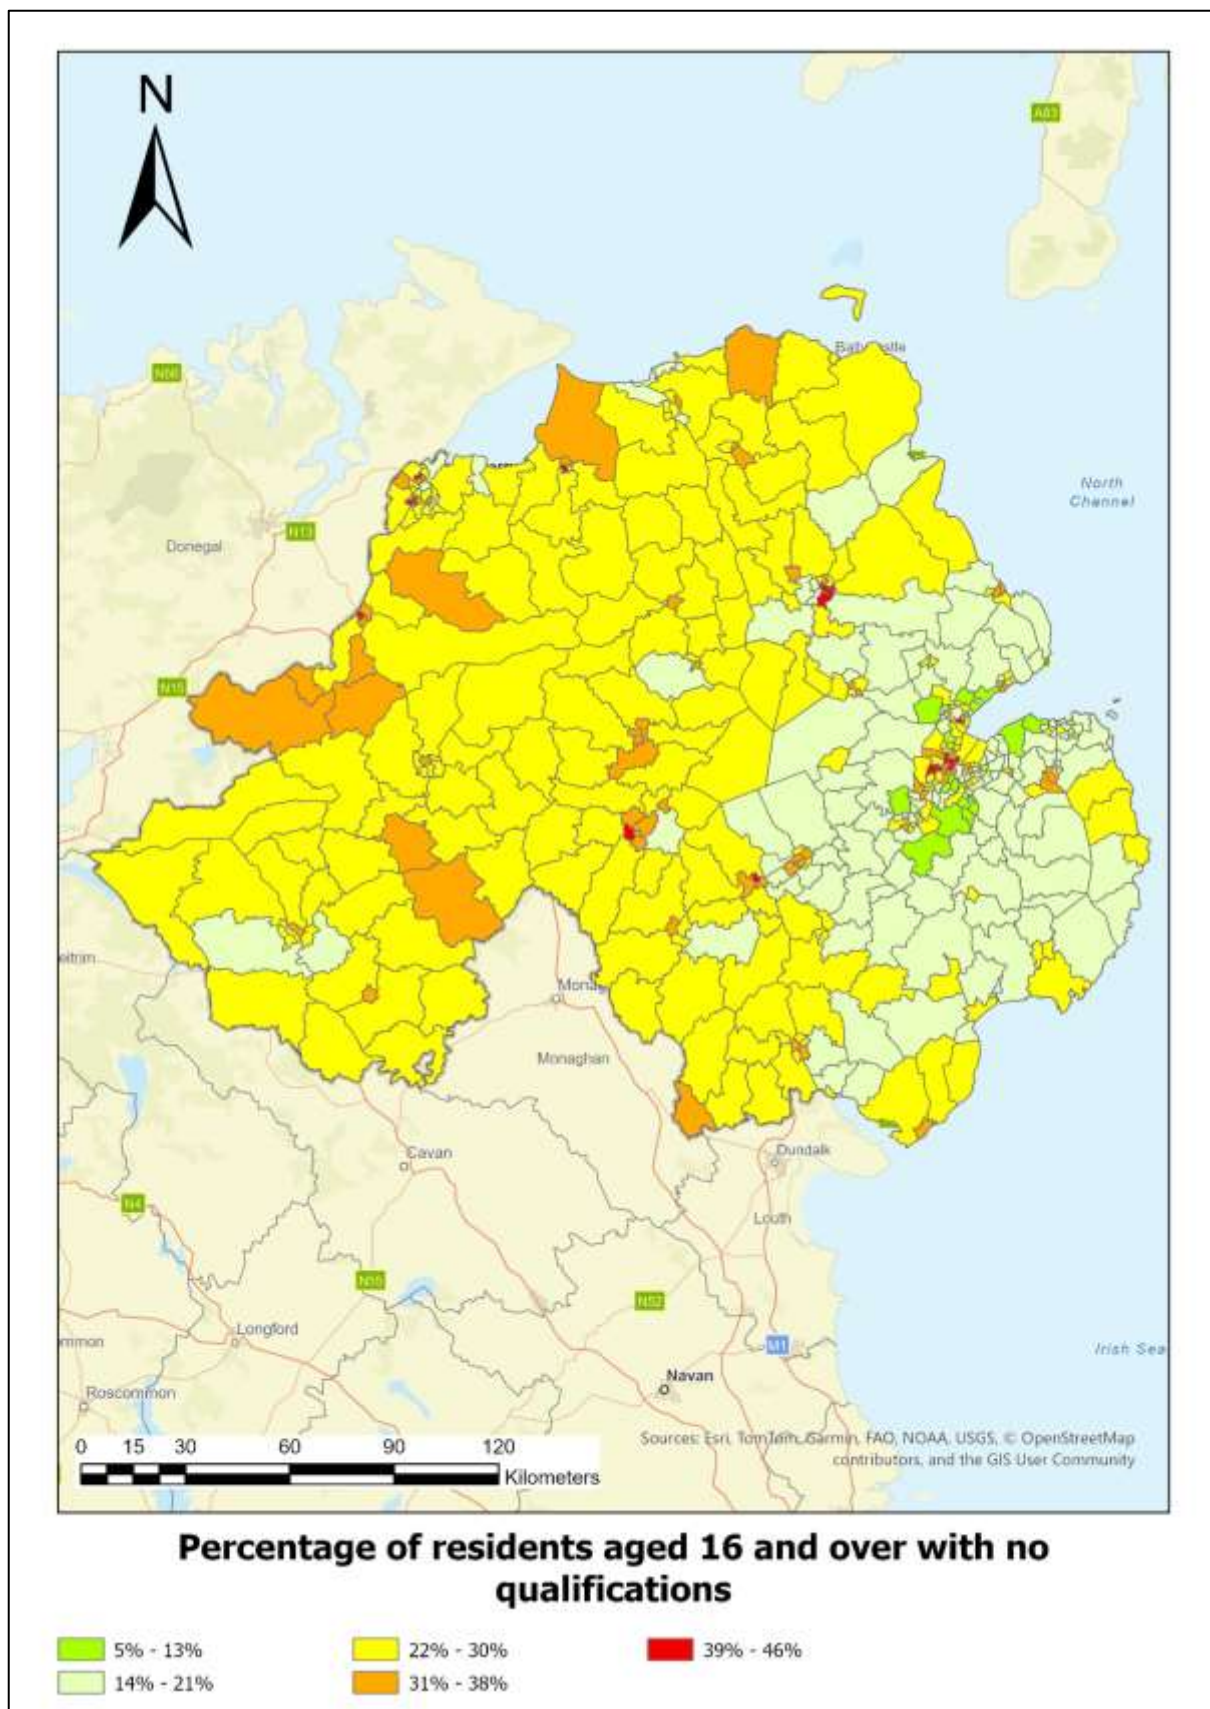 N
A83
Ballycastle
N56
North
Channel
N13
Donegal
N15
eitrim
Monag
Monaghan
Cavan
Dundalk
N4
Louth
N55
N52
Longford
M1
mmon
Irish Sea
Navan
Roscommon
0 15 30 60 90 120
Kilometers
Sources: Esri, TomTom, Garmin, FAO, NOAA, USGS, © OpenStreetMap
contributors, and the GIS User Community
Percentage of residents aged 16 and over with no
qualifications
5% - 13%
22% - 30%
39% - 46%
14% - 21%
31% - 38%